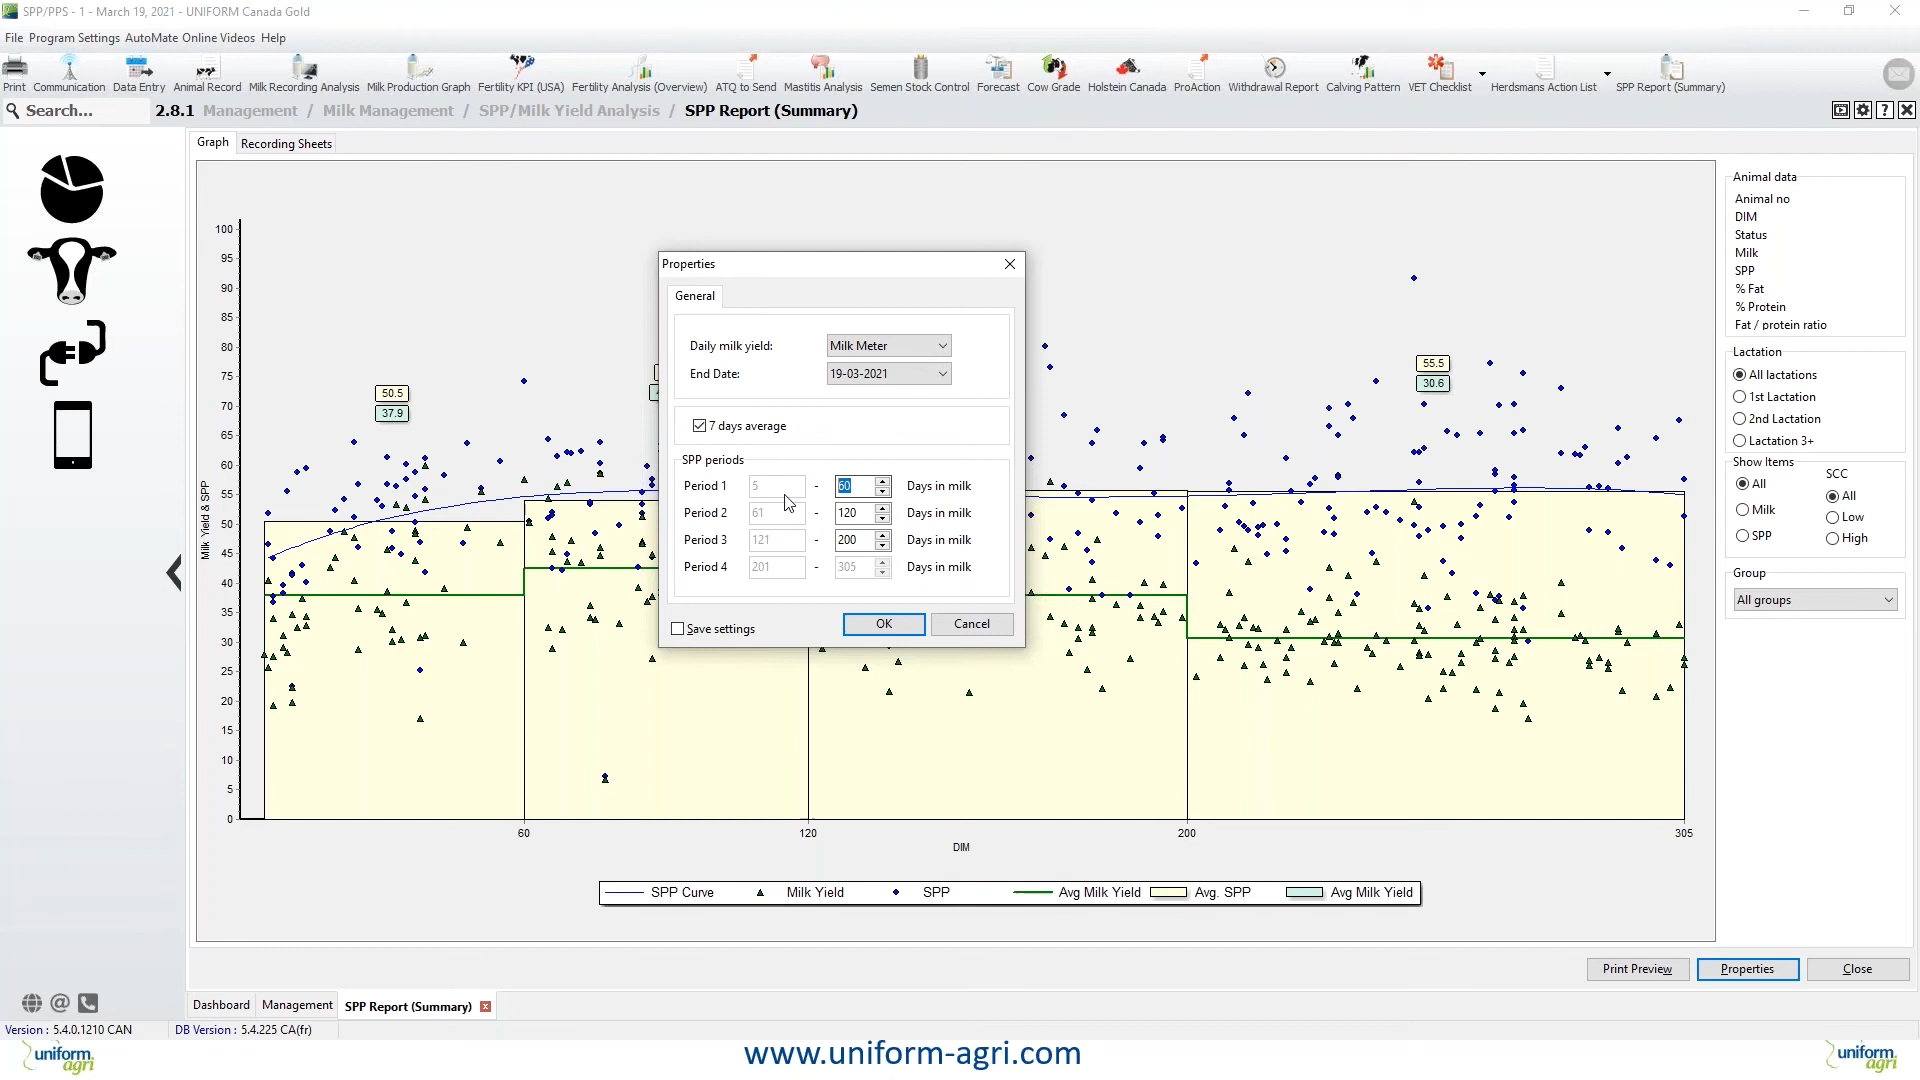 SPP/PPS - 1 - March 19, 2021 - UNIFORM Canada Gold
File Program Settings AutoMate Online Videos Help
Print Communication Data Entry Animal Record Milk Recording Analysis Milk Production Graph Fertility KPI (USA) Fertility Analysis (Overview) ATQ to Send Mastitis Analysis Semen Stock Control Forecast Cow Grade Holstein Canada ProAction Withdrawal Report Calving Pattern VET Checklist Herdsmans Action List SPP Report (Summary)
Search... 2.8.1 Management / Milk Management / SPP/Milk Yield Analysis / SPP Report (Summary)
Graph Recording Sheets
Milk Yield & SPP
100
95
90
85
80
75
70
65
60
55
50
45
40
35
30
25
20
15
10
5
0
50.5
37.9
55.5
30.6
60 120 200 305
DIM
SPP Curve Milk Yield SPP Avg Milk Yield Avg. SPP Avg Milk Yield
Properties
General
Daily milk yield: Milk Meter
End Date: 19-03-2021
7 days average
SPP periods
Period 1 5 - 60 Days in milk
Period 2 61 - 120 Days in milk
Period 3 121 - 200 Days in milk
Period 4 201 - 305 Days in milk
Save settings OK Cancel
Animal data
Animal no
DIM
Status
Milk
SPP
% Fat
% Protein
Fat / protein ratio
Lactation
All lactations
1st Lactation
2nd Lactation
Lactation 3+
Show Items
All
Milk
SPP
SCC
All
Low
High
Group
All groups
Print Preview Properties Close
Dashboard Management SPP Report (Summary)
Version : 5.4.0.1210 CAN DB Version : 5.4.225 CA(fr)
uniform agri www.uniform-agri.com uniform agri